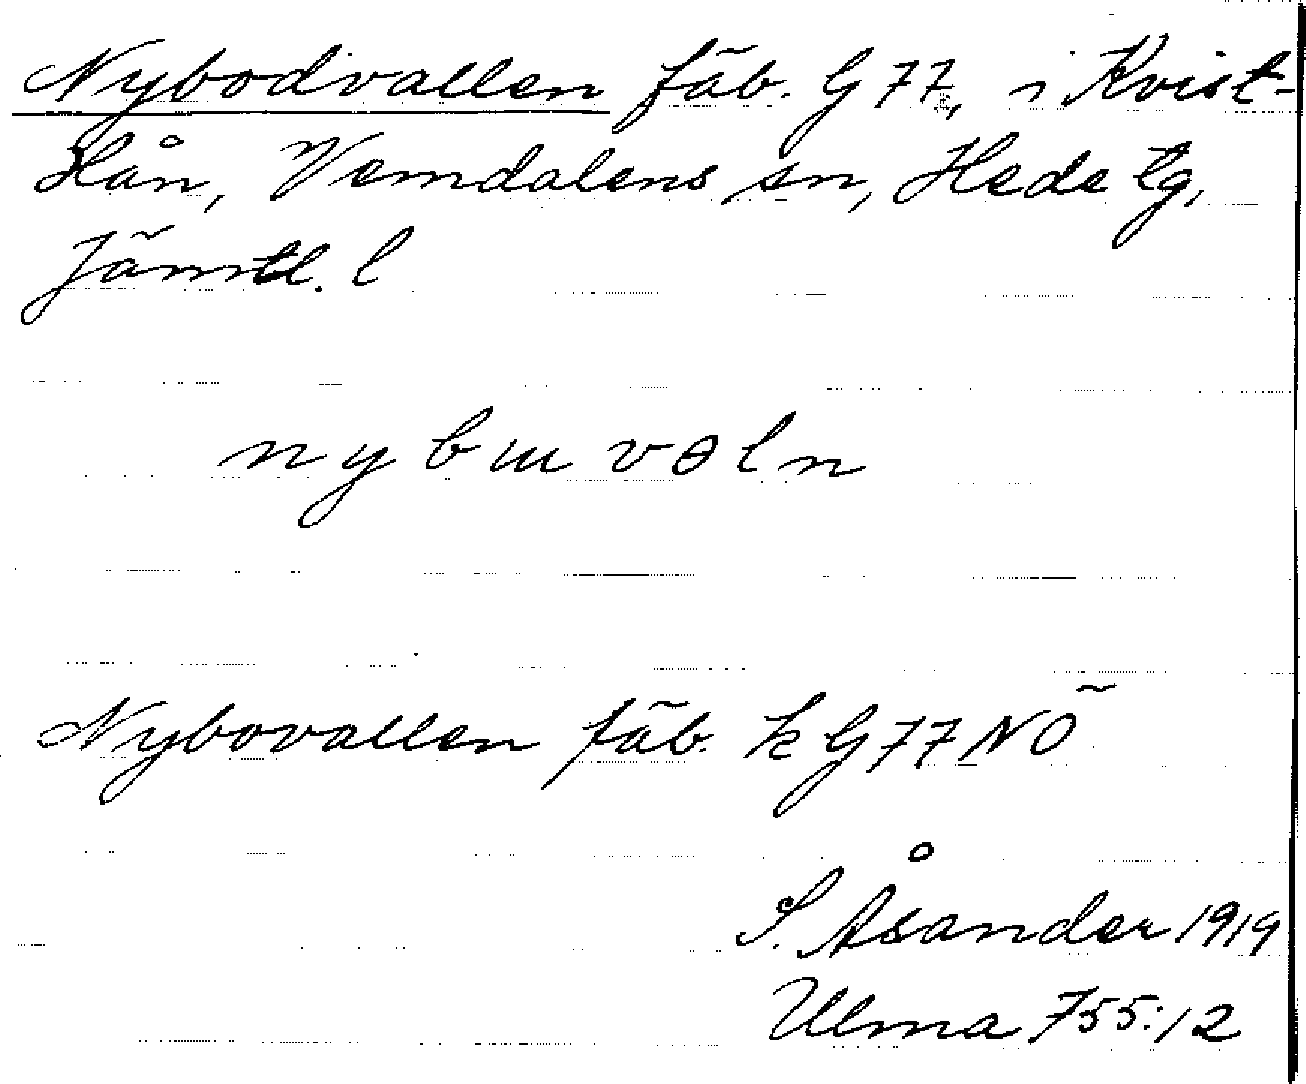 Nybodvallen fäb. G 77, i Kvist-
hån, Vemdalens sn, Hede tg,
Jämtl. l
n y b ɯ v ɵ l n
Nybovallen fäb. k G 77 NÖ
S. Åsander 1919
Ulma 755:12